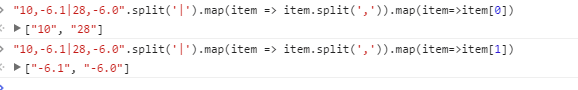 > "10,-6.1|28,-6.0".split('|').map(item => item.split(',')).map(item=>item[0])
< ▶ ["10", "28"]
> "10,-6.1|28,-6.0".split('|').map(item => item.split(',')).map(item=>item[1])
< ▶ ["-6.1", "-6.0"]
>